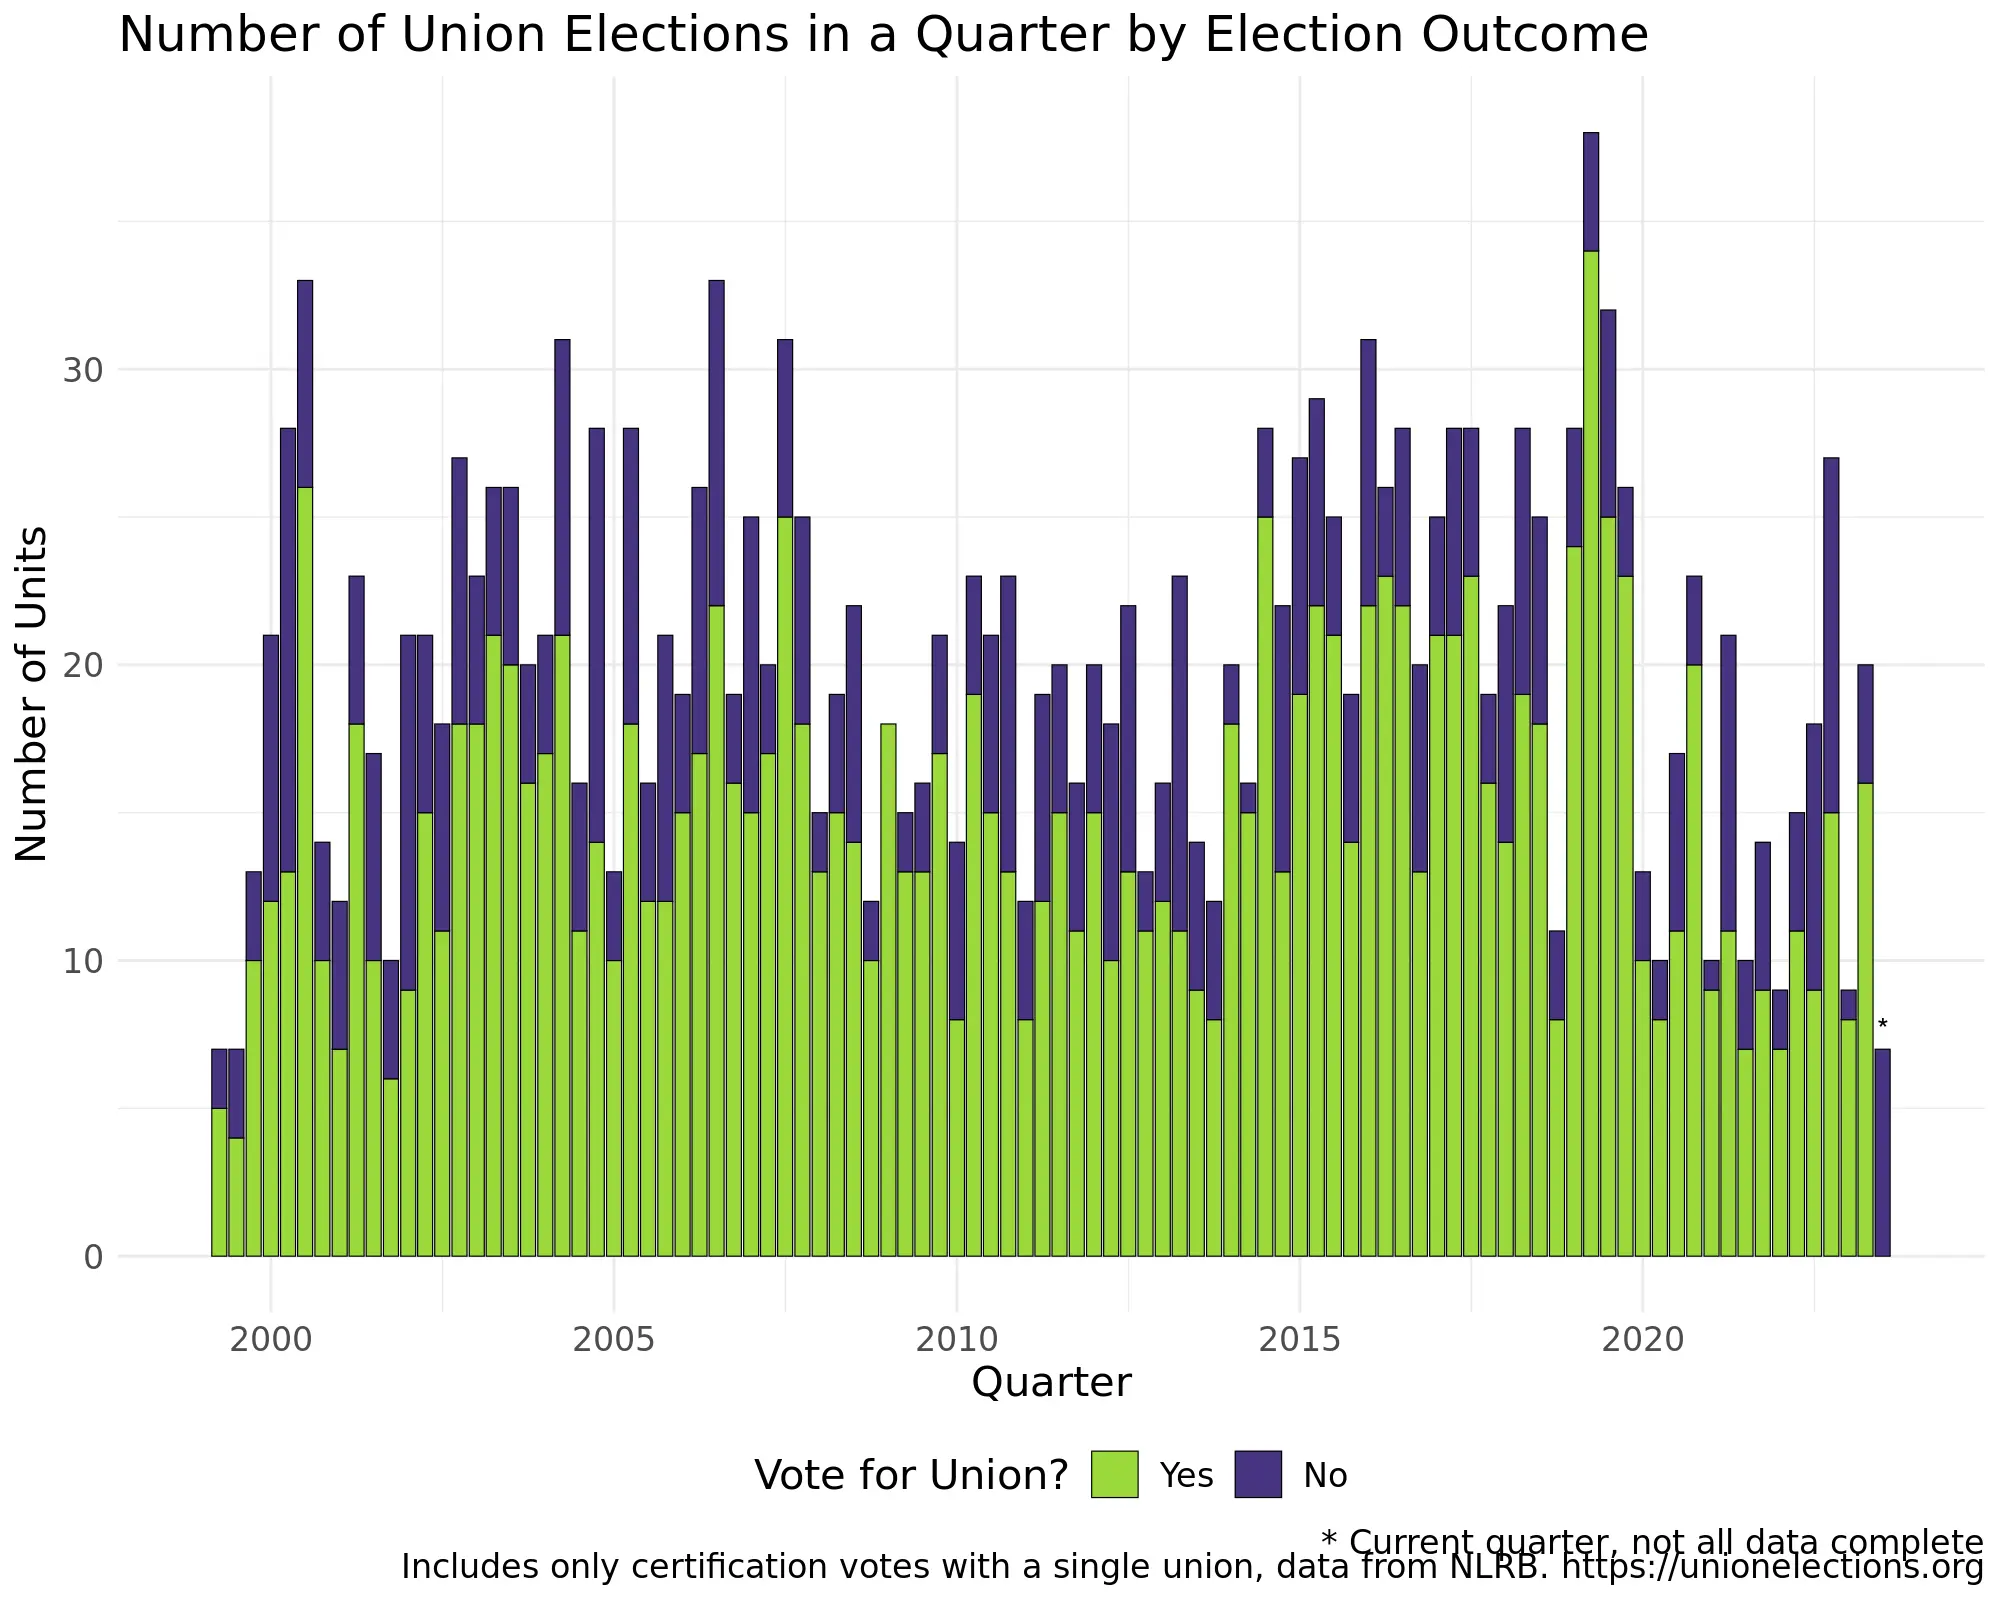 Number of Union Elections in a Quarter by Election Outcome
Number of Units
30
20
10
0
*
2000 2005 2010 2015 2020
Quarter
Vote for Union? Yes No
* Current quarter, not all data complete
Includes only certification votes with a single union, data from NLRB. https://unionelections.org